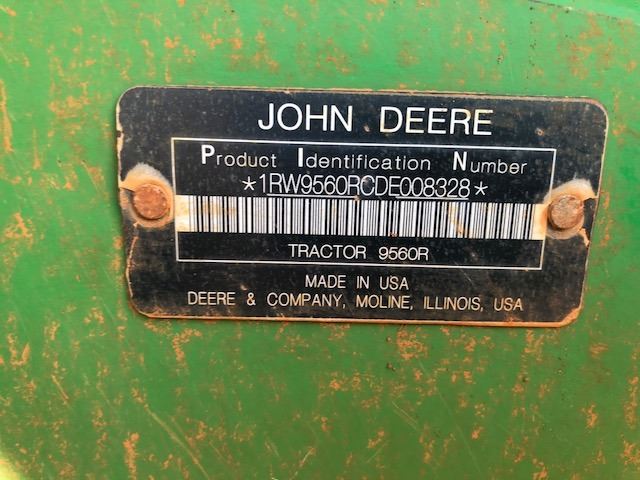 JOHN DEERE
Product Identification Number
*1RW9560RCDE008328*
TRACTOR 9560R
MADE IN USA
DEERE & COMPANY, MOLINE, ILLINOIS, USA